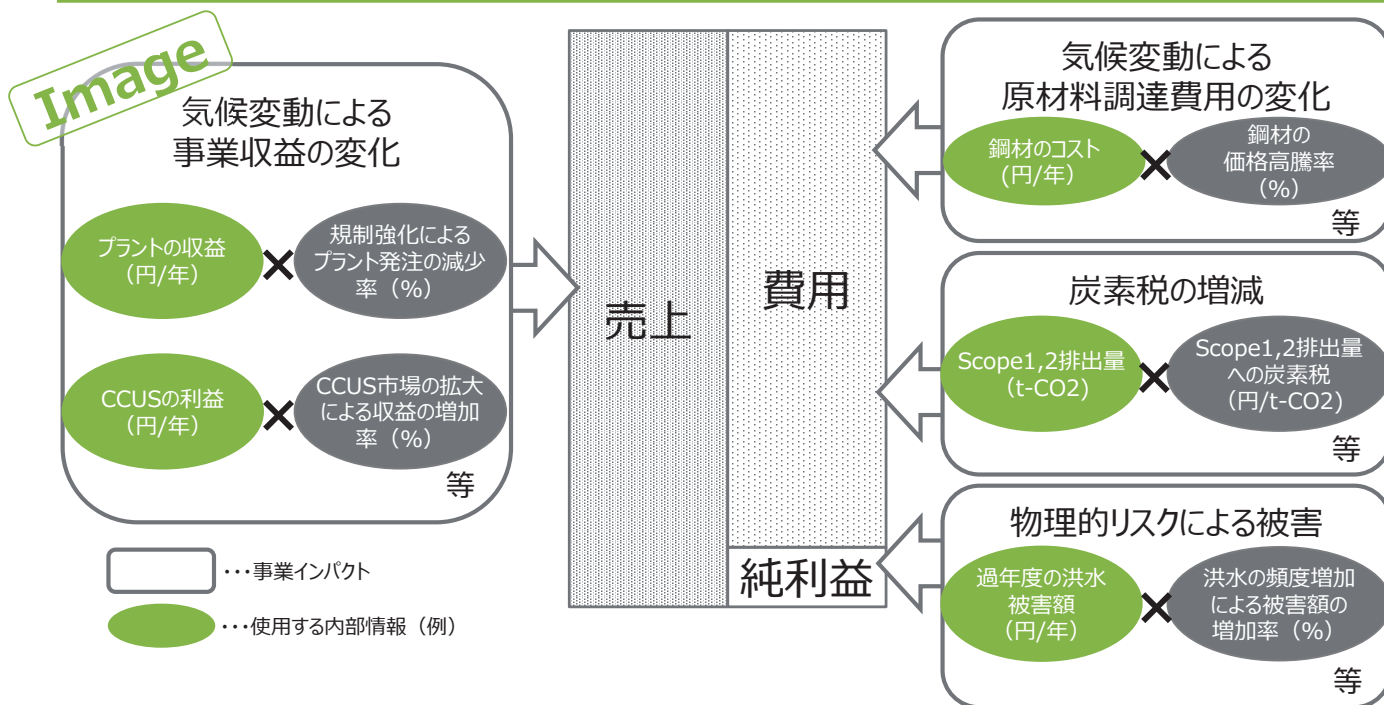 Image
気候変動による
事業収益の変化
プラントの収益
（円/年）
×
規制強化による
プラント発注の減少
率（%）
CCUSの利益
（円/年）
×
CCUS市場の拡大
による収益の増加
率（%）
等
・・・事業インパクト
・・・使用する内部情報（例）
売上
費用
純利益
気候変動による
原材料調達費用の変化
鋼材のコスト
(円/年）
×
鋼材の
価格高騰率
（%）
等
炭素税の増減
Scope1,2排出量
(t-CO2)
×
Scope1,2排出量
への炭素税
(円/t-CO2)
等
物理的リスクによる被害
過年度の洪水
被害額
(円/年）
×
洪水の頻度増加
による被害額の
増加率（%）
等